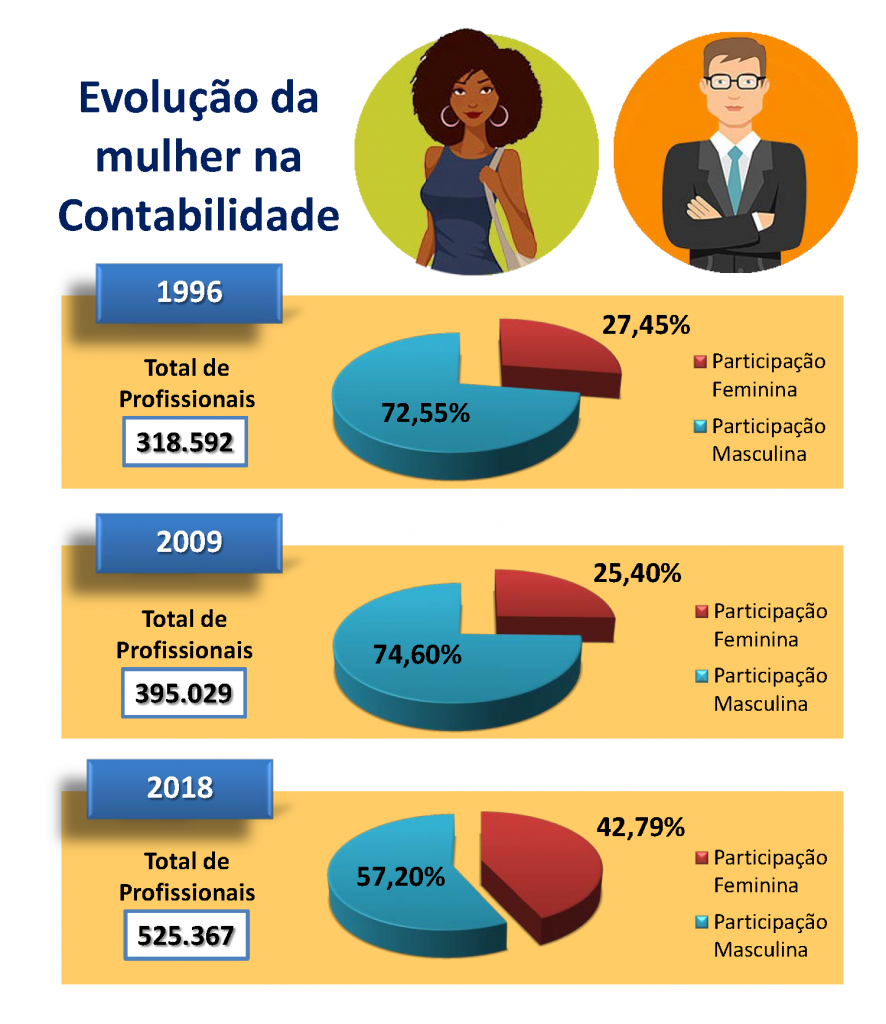 Evolução da
mulher na
Contabilidade
1996
Total de
Profissionais
318.592
72,55%
27,45%
Participação
Feminina
Participação
Masculina
2009
Total de
Profissionais
395.029
74,60%
25,40%
Participação
Feminina
Participação
Masculina
2018
Total de
Profissionais
525.367
57,20%
42,79%
Participação
Feminina
Participação
Masculina